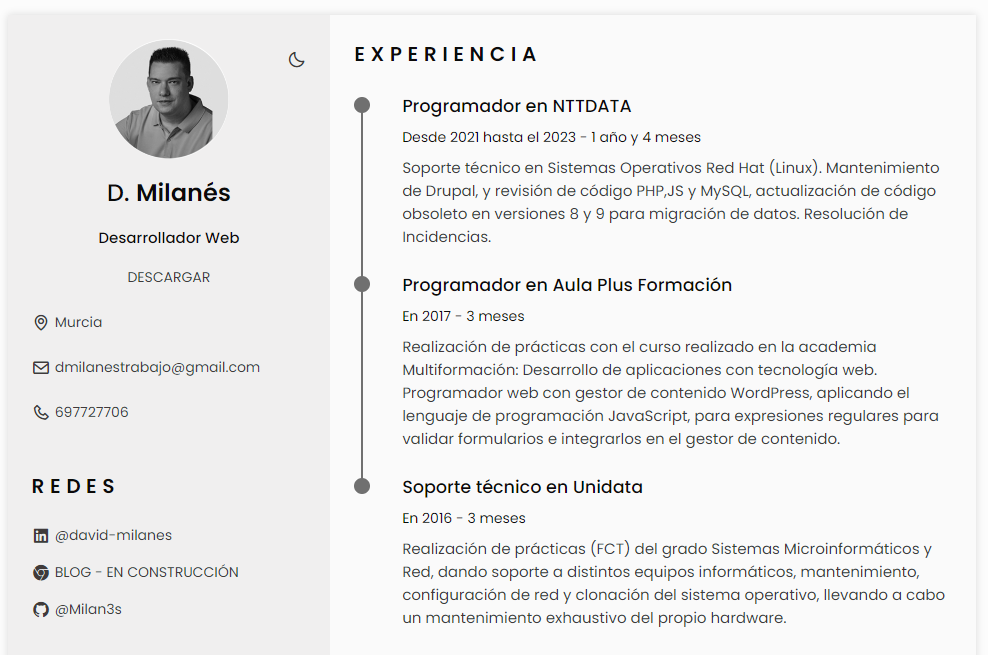 D. Milanés
Desarrollador Web
DESCARGAR
Murcia
dmilanestrabajo@gmail.com
697727706
REDES
@david-milanes
BLOG - EN CONSTRUCCIÓN
@Milan3s
EXPERIENCIA
Programador en NTTDATA
Desde 2021 hasta el 2023 - 1 año y 4 meses
Soporte técnico en Sistemas Operativos Red Hat (Linux). Mantenimiento
de Drupal, y revisión de código PHP,JS y MySQL, actualización de código
obsoleto en versiones 8 y 9 para migración de datos. Resolución de
Incidencias.
Programador en Aula Plus Formación
En 2017 - 3 meses
Realización de prácticas con el curso realizado en la academia
Multiformación: Desarrollo de aplicaciones con tecnología web.
Programador web con gestor de contenido WordPress, aplicando el
lenguaje de programación JavaScript, para expresiones regulares para
validar formularios e integrarlos en el gestor de contenido.
Soporte técnico en Unidata
En 2016 - 3 meses
Realización de prácticas (FCT) del grado Sistemas Microinformáticos y
Red, dando soporte a distintos equipos informáticos, mantenimiento,
configuración de red y clonación del sistema operativo, llevando a cabo
un mantenimiento exhaustivo del propio hardware.